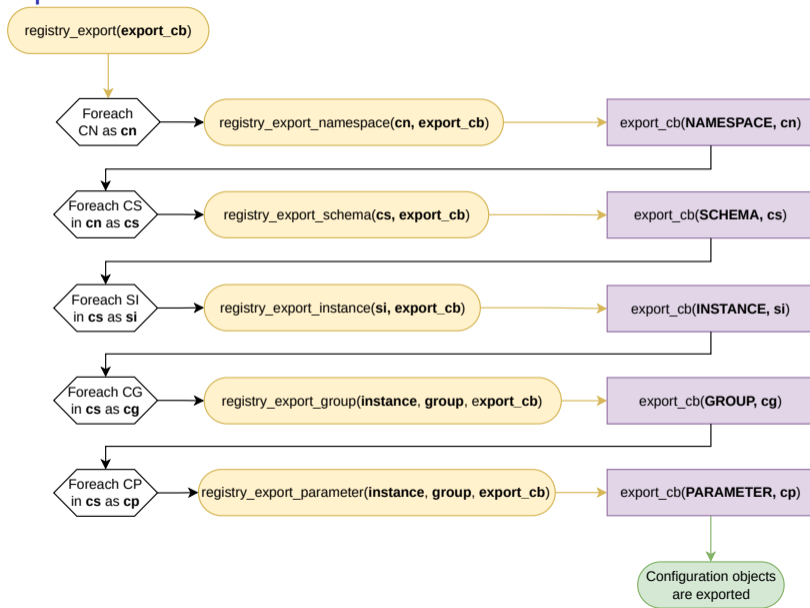 registry_export(export_cb)
Foreach
CN as cn
registry_export_namespace(cn, export_cb)
export_cb(NAMESPACE, cn)
Foreach CS
in cn as cs
registry_export_schema(cs, export_cb)
export_cb(SCHEMA, cs)
Foreach SI
in cs as si
registry_export_instance(si, export_cb)
export_cb(INSTANCE, si)
Foreach CG
in cs as cg
registry_export_group(instance, group, export_cb)
export_cb(GROUP, cg)
Foreach CP
in cs as cp
registry_export_parameter(instance, group, export_cb)
export_cb(PARAMETER, cp)
Configuration objects
are exported